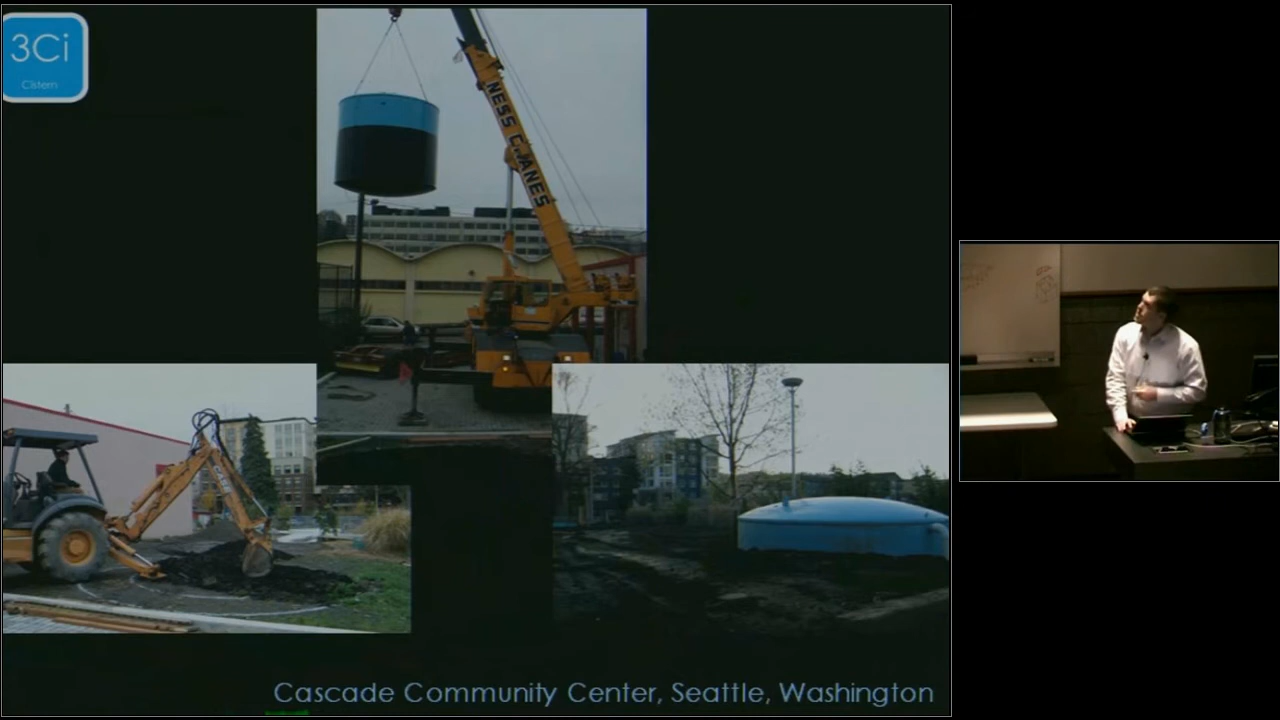 3Ci
Cistern
NESS CRANES
Cascade Community Center, Seattle, Washington